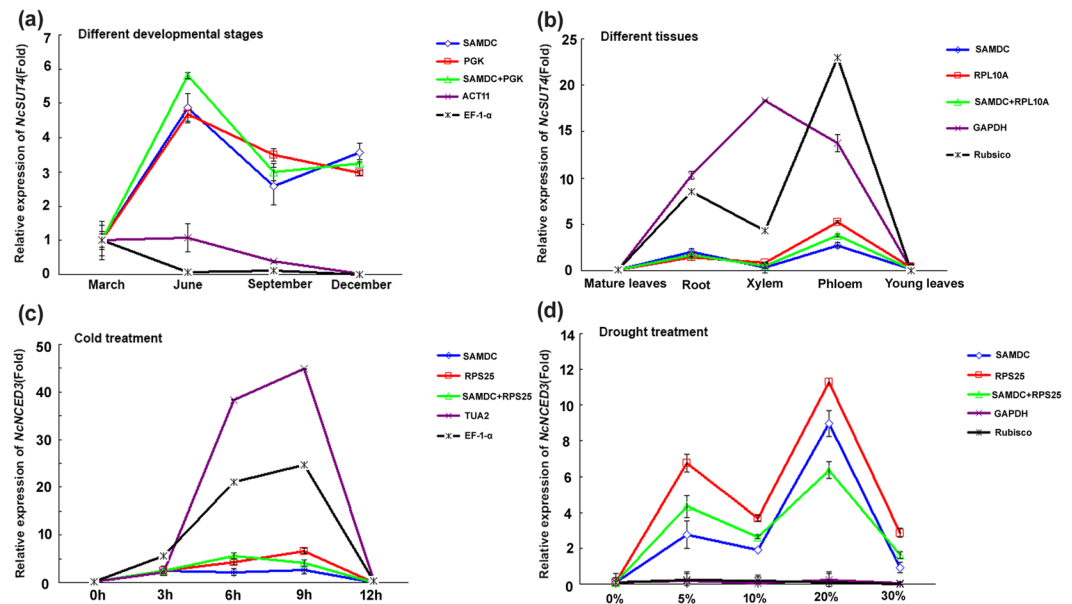 (a)
Different developmental stages
Relative expression of NcSUT4(Fold)
7
6
5
4
3
2
1
0
March June September December
SAMDC
PGK
SAMDC+PGK
ACT11
EF-1-α
(b)
Different tissues
Relative expression of NcSUT4(Fold)
25
20
15
10
5
0
Mature leaves Root Xylem Phloem Young leaves
SAMDC
RPL10A
SAMDC+RPL10A
GAPDH
Rubsico
(c)
Cold treatment
Relative expression of NcNCED3(Fold)
50
40
30
20
10
0
0h 3h 6h 9h 12h
SAMDC
RPS25
SAMDC+RPS25
TUA2
EF-1-α
(d)
Drought treatment
Relative expression of NcNCED3(Fold)
14
12
10
8
6
4
2
0
0% 5% 10% 20% 30%
SAMDC
RPS25
SAMDC+RPS25
GAPDH
Rubisco